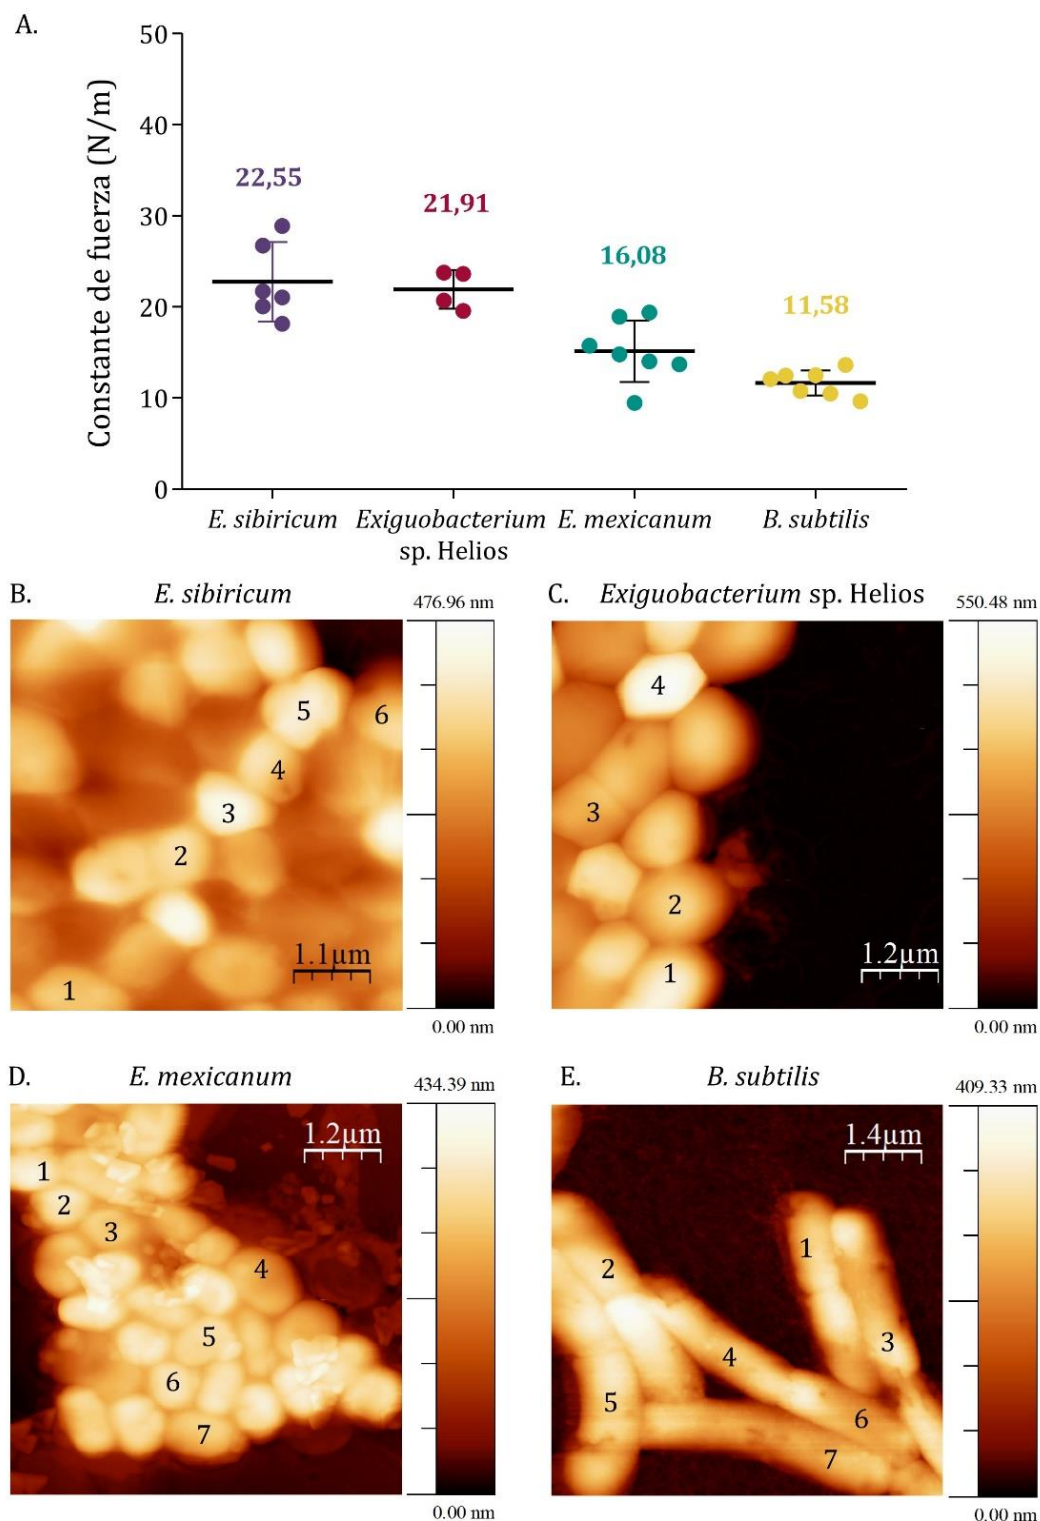 A.
Constante de fuerza (N/m)
50
40
30
20
10
0
22,55
21,91
16,08
11,58
E. sibiricum
Exiguobacterium
sp. Helios
E. mexicanum
B. subtilis
B. E. sibiricum
476.96 nm
5
6
4
3
2
1.1µm
1
0.00 nm
C. Exiguobacterium sp. Helios
550.48 nm
4
3
2
1.2µm
1
0.00 nm
D. E. mexicanum
434.39 nm
1.2µm
1
2
3
4
5
6
7
0.00 nm
E. B. subtilis
409.33 nm
1.4µm
1
2
3
4
5
6
7
0.00 nm